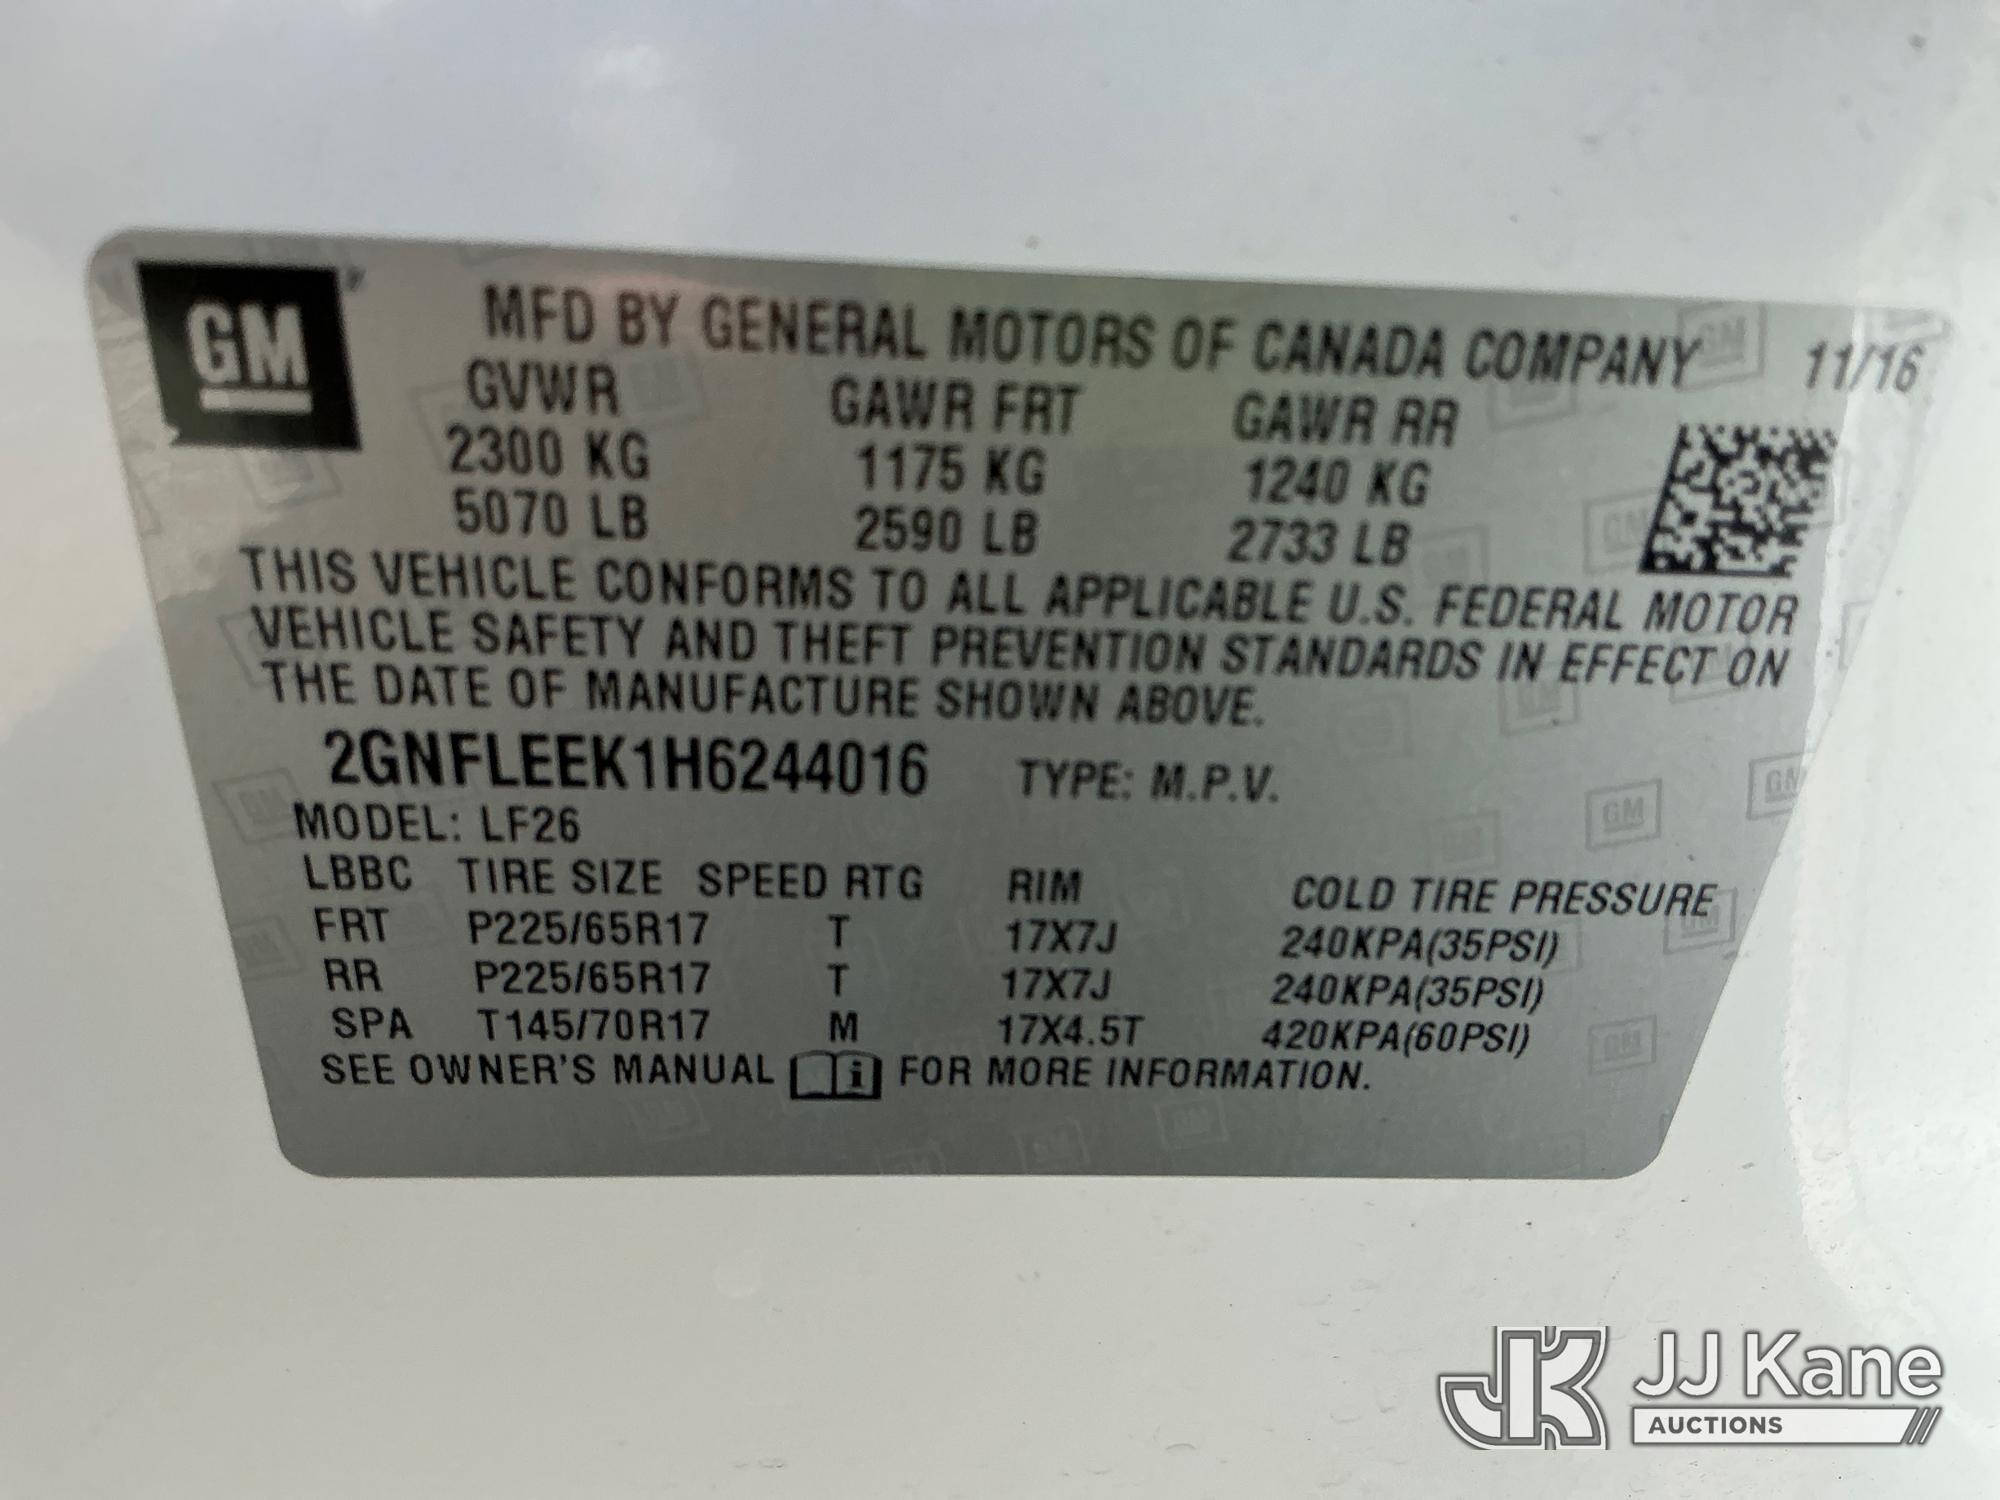 GM
MFD BY GENERAL MOTORS OF CANADA COMPANY 11/16
GVWR GAWR FRT GAWR RR
2300 KG 1175 KG 1240 KG
5070 LB 2590 LB 2733 LB
THIS VEHICLE CONFORMS TO ALL APPLICABLE U.S. FEDERAL MOTOR
VEHICLE SAFETY AND THEFT PREVENTION STANDARDS IN EFFECT ON
THE DATE OF MANUFACTURE SHOWN ABOVE.
2GNFLEEK1H6244016 TYPE: M.P.V.
MODEL: LF26
LBBC TIRE SIZE SPEED RTG RIM COLD TIRE PRESSURE
FRT P225/65R17 T 17X7J 240KPA(35PSI)
RR P225/65R17 T 17X7J 240KPA(35PSI)
SPA T145/70R17 M 17X4.5T 420KPA(60PSI)
SEE OWNER'S MANUAL i FOR MORE INFORMATION.
JK JJ Kane
AUCTIONS